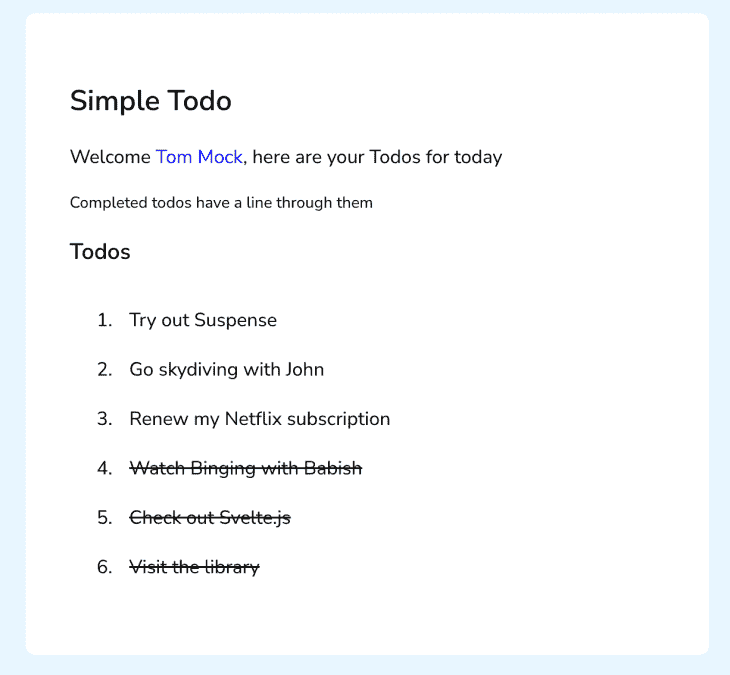 Simple Todo
Welcome Tom Mock, here are your Todos for today
Completed todos have a line through them
Todos
1. Try out Suspense
2. Go skydiving with John
3. Renew my Netflix subscription
4. Watch Binging with Babish
5. Check out Svelte.js
6. Visit the library